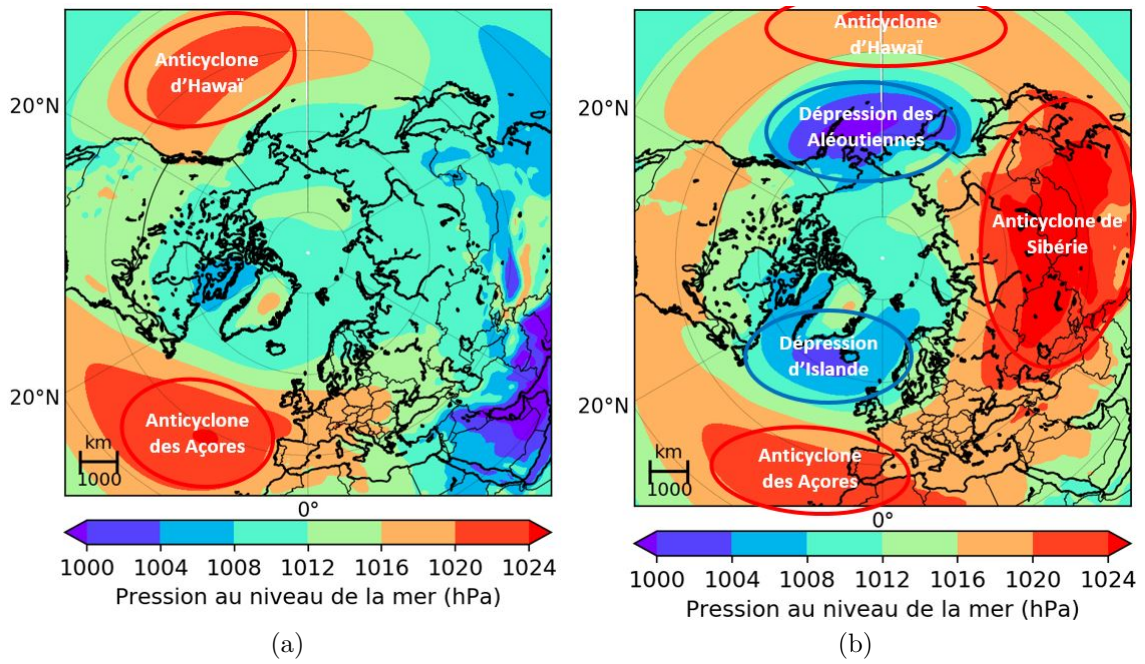 Anticyclone
d'Hawaï
20°N
20°N
Anticyclone
des Açores
km
1000
0°
1000 1004 1008 1012 1016 1020 1024
Pression au niveau de la mer (hPa)
(a)
Anticyclone
d'Hawaï
Dépression des
Aléoutiennes
20°N
Anticyclone de
Sibérie
Dépression
d'Islande
20°N
Anticyclone
des Açores
km
1000
0°
1000 1004 1008 1012 1016 1020 1024
Pression au niveau de la mer (hPa)
(b)